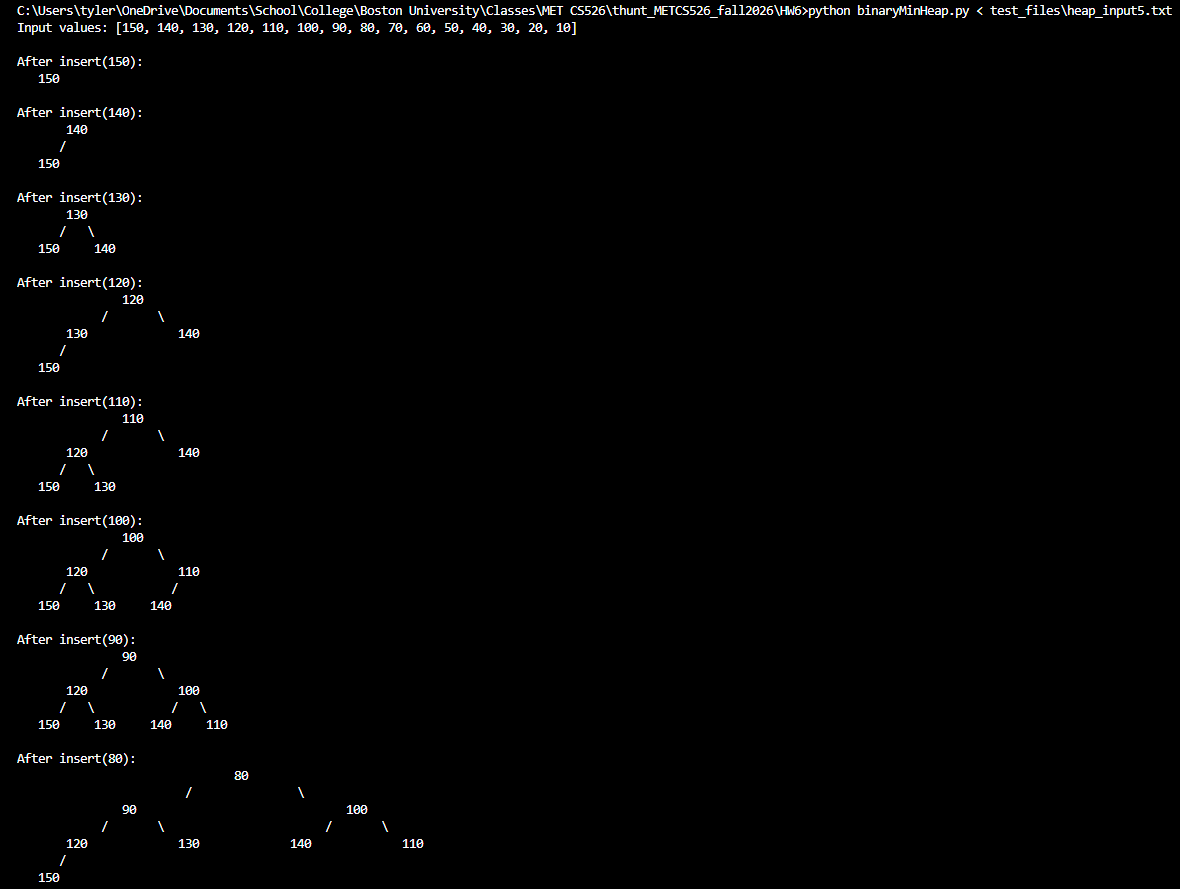 C:\Users\tyler\OneDrive\Documents\School\College\Boston University\Classes\MET CS526\thunt_METCS526_fall2026\HW6>python binaryMinHeap.py < test_files\heap_input5.txt
Input values: [150, 140, 130, 120, 110, 100, 90, 80, 70, 60, 50, 40, 30, 20, 10]

After insert(150):
   150

After insert(140):
       140
      /
   150

After insert(130):
       130
      /   \
   150     140

After insert(120):
               120
            /       \
       130             140
      /
   150

After insert(110):
               110
            /       \
       120             140
      /   \
   150     130

After insert(100):
               100
            /       \
       120             110
      /   \           /
   150     130     140

After insert(90):
               90
            /       \
       120             100
      /   \           /   \
   150     130     140     110

After insert(80):
                               80
                        /               \
               90                              100
            /       \                       /       \
       120             130             140             110
      /
   150